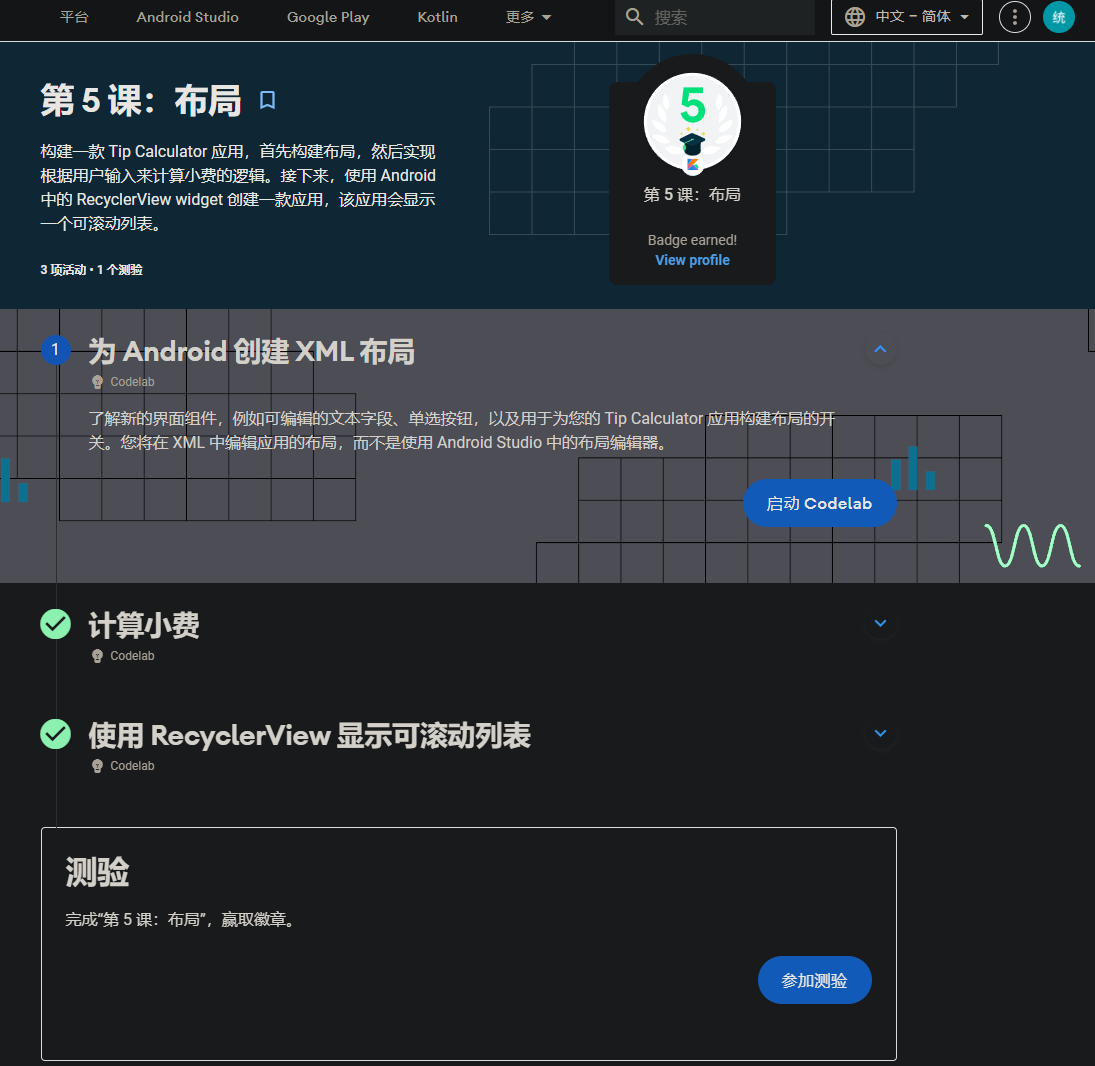 平台 Android Studio Google Play Kotlin 更多 搜索 中文 – 简体 统
第 5 课：布局
构建一款 Tip Calculator 应用，首先构建布局，然后实现
根据用户输入来计算小费的逻辑。接下来，使用 Android
中的 RecyclerView widget 创建一款应用，该应用会显示
一个可滚动列表。
3 项活动 • 1 个测验
5
第 5 课：布局
Badge earned!
View profile
1 为 Android 创建 XML 布局
Codelab
了解新的界面组件，例如可编辑的文本字段、单选按钮，以及用于为您的 Tip Calculator 应用构建布局的开
关。您将在 XML 中编辑应用的布局，而不是使用 Android Studio 中的布局编辑器。
启动 Codelab
计算小费
Codelab
使用 RecyclerView 显示可滚动列表
Codelab
测验
完成“第 5 课：布局”，赢取徽章。
参加测验